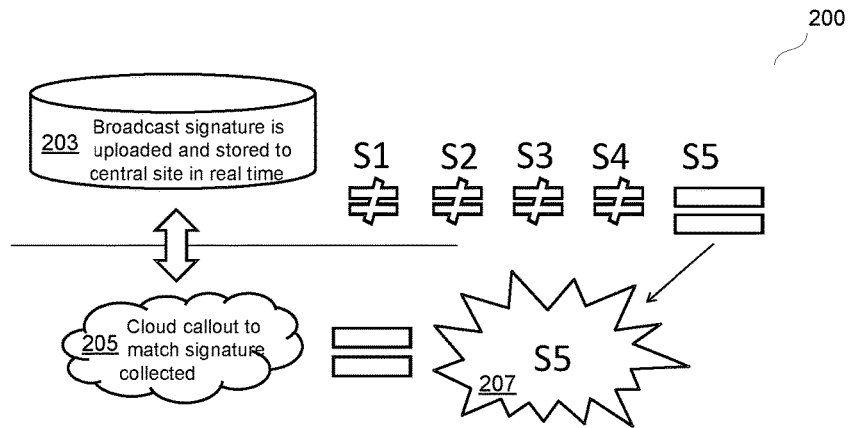 200
203 Broadcast signature is
uploaded and stored to
central site in real time
S1 S2 S3 S4 S5
205 Cloud callout to
match signature
collected
S5
207